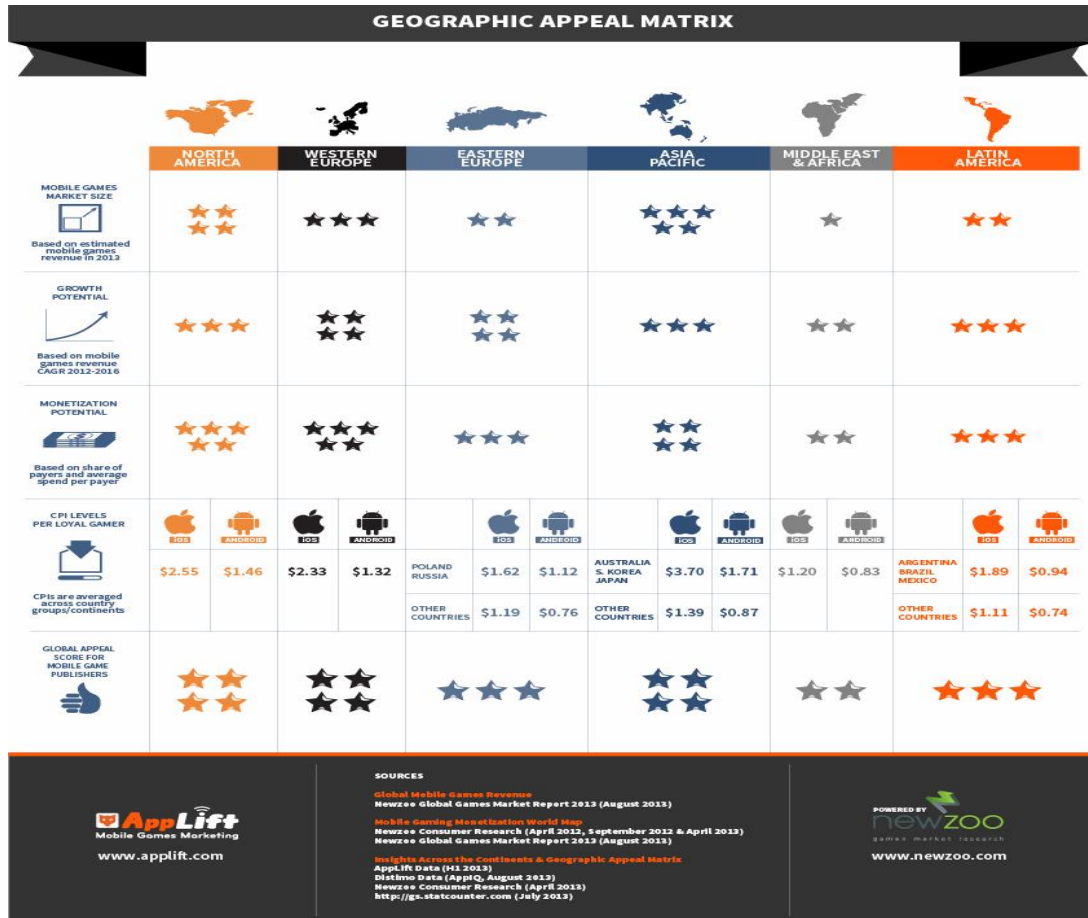 GEOGRAPHIC APPEAL MATRIX
NORTH
AMERICA
WESTERN
EUROPE
EASTERN
EUROPE
ASIA
PACIFIC
MIDDLE EAST
& AFRICA
LATIN
AMERICA
MOBILE GAMES
MARKET SIZE
Based on estimated
mobile games
revenue in 2013
GROWTH
POTENTIAL
Based on mobile
games revenue
CAGR 2012-2016
MONETIZATION
POTENTIAL
Based on share of
payers and average
spend per payer
CPI LEVELS
PER LOYAL GAMER
CPIs are averaged
across country
groups/continents
iOS
ANDROID
$2.55
$1.46
iOS
ANDROID
$2.33
$1.32
iOS
ANDROID
POLAND
RUSSIA
$1.62
$1.12
OTHER
COUNTRIES
$1.19
$0.76
iOS
ANDROID
AUSTRALIA
S. KOREA
JAPAN
$3.70
$1.71
OTHER
COUNTRIES
$1.39
$0.87
iOS
ANDROID
$1.20
$0.83
iOS
ANDROID
ARGENTINA
BRAZIL
MEXICO
$1.89
$0.94
OTHER
COUNTRIES
$1.11
$0.74
GLOBAL APPEAL
SCORE FOR
MOBILE GAME
PUBLISHERS
AppLift
Mobile Games Marketing
www.applift.com
SOURCES
Global Mobile Games Revenue
Newzoo Global Games Market Report 2013 (August 2013)
Mobile Gaming Monetization World Map
Newzoo Consumer Research (April 2012, September 2012 & April 2013)
Newzoo Global Games Market Report 2013 (August 2013)
Insights Across the Continents & Geographic Appeal Matrix
AppLift Data (H1 2013)
Distimo Data (AppIQ, August 2013)
Newzoo Consumer Research (April 2013)
http://gs.statcounter.com (July 2013)
POWERED BY
newzoo
games market research
www.newzoo.com